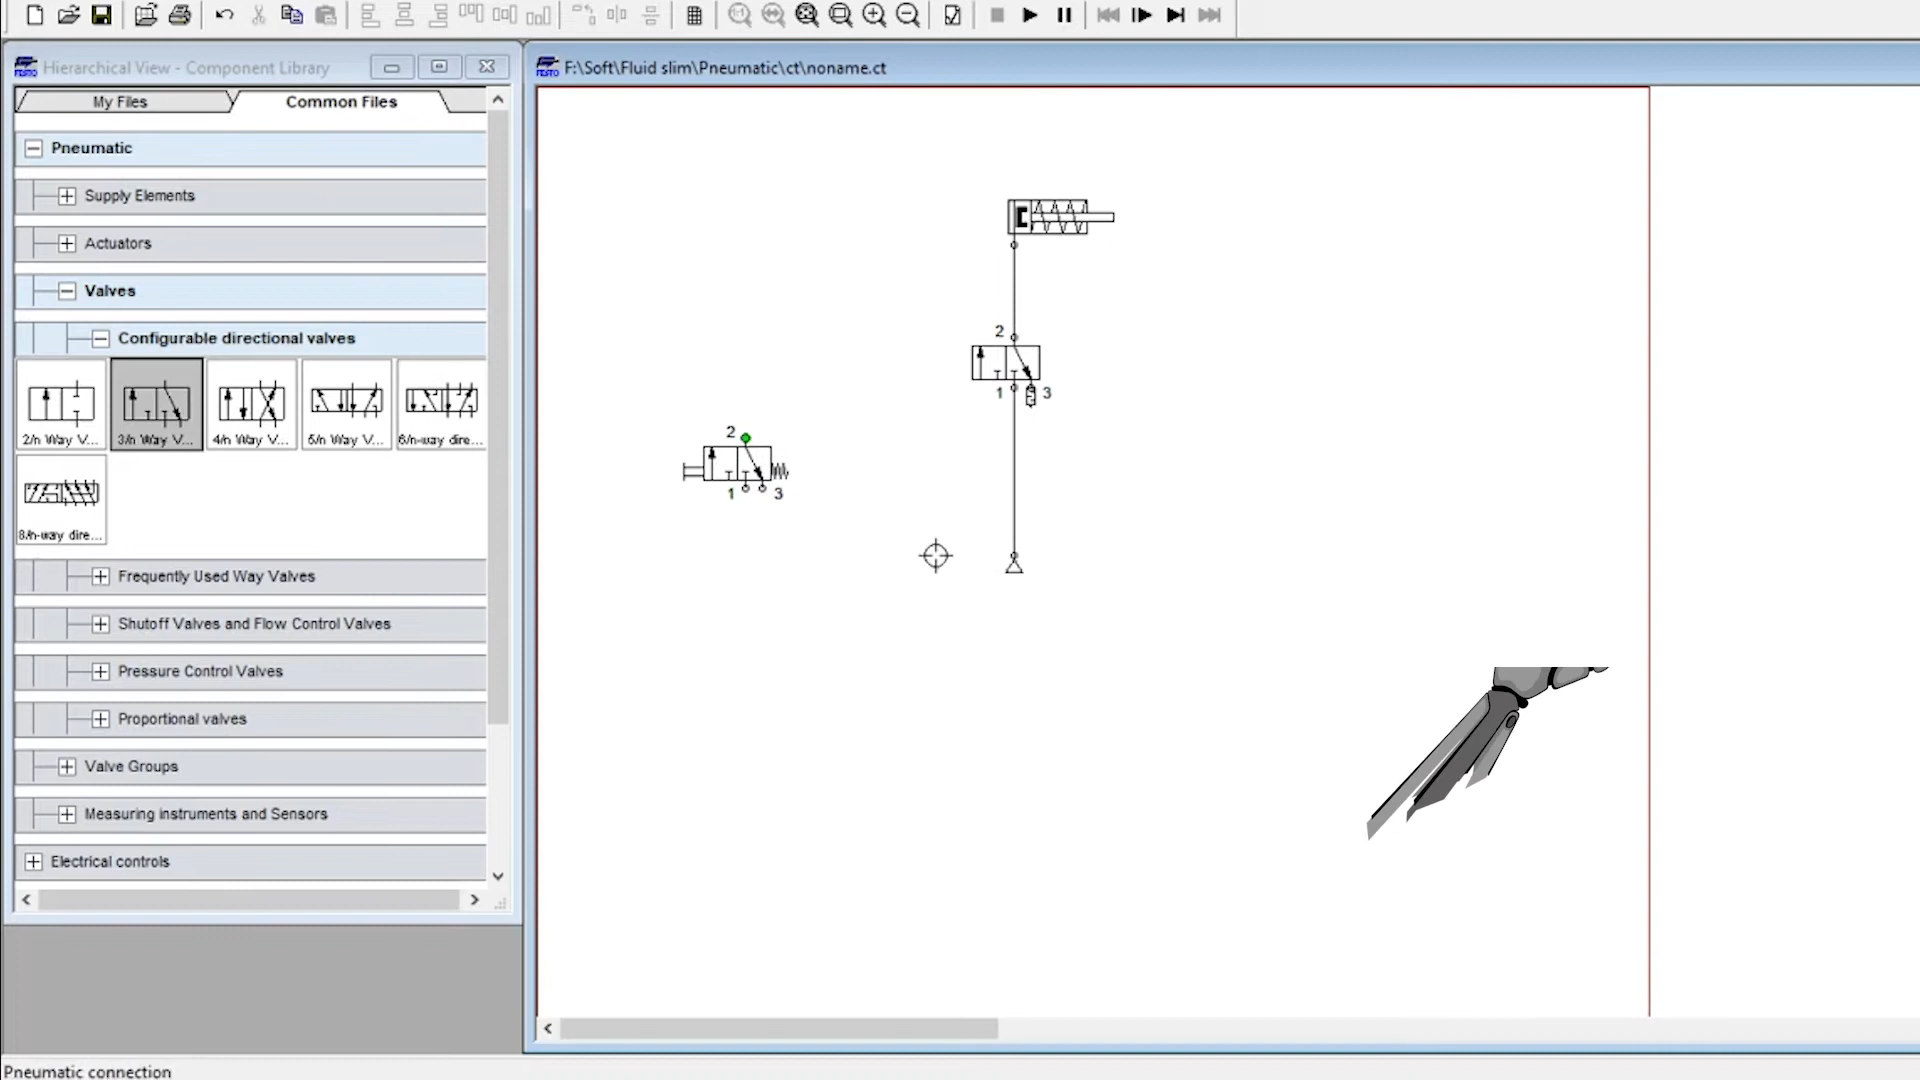 FESTO Hierarchical View - Component Library
FESTO F:\Soft\Fluid slim\Pneumatic\ct\noname.ct
My Files
Common Files
Pneumatic
Supply Elements
Actuators
Valves
Configurable directional valves
2/n Way V...
3/n Way V...
4/n Way V...
5/n Way V...
6/n-way dire...
8/n-way dire...
Frequently Used Way Valves
Shutoff Valves and Flow Control Valves
Pressure Control Valves
Proportional valves
Valve Groups
Measuring instruments and Sensors
Electrical controls
2
1
3
2
1
3
Pneumatic connection